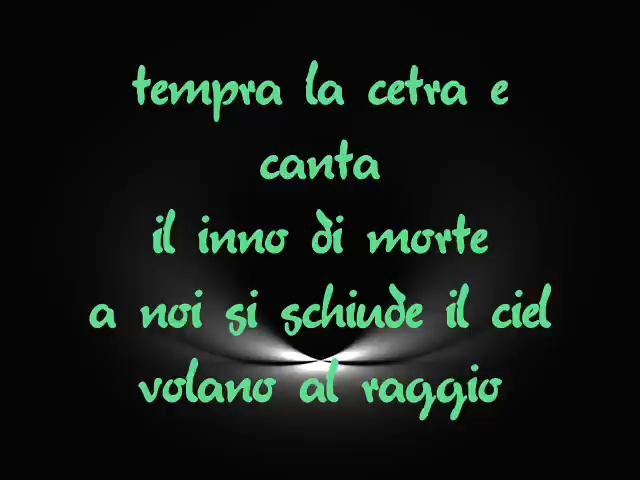 tempra la cetra e
canta
il inno di morte
a noi si schiude il ciel
volano al raggio